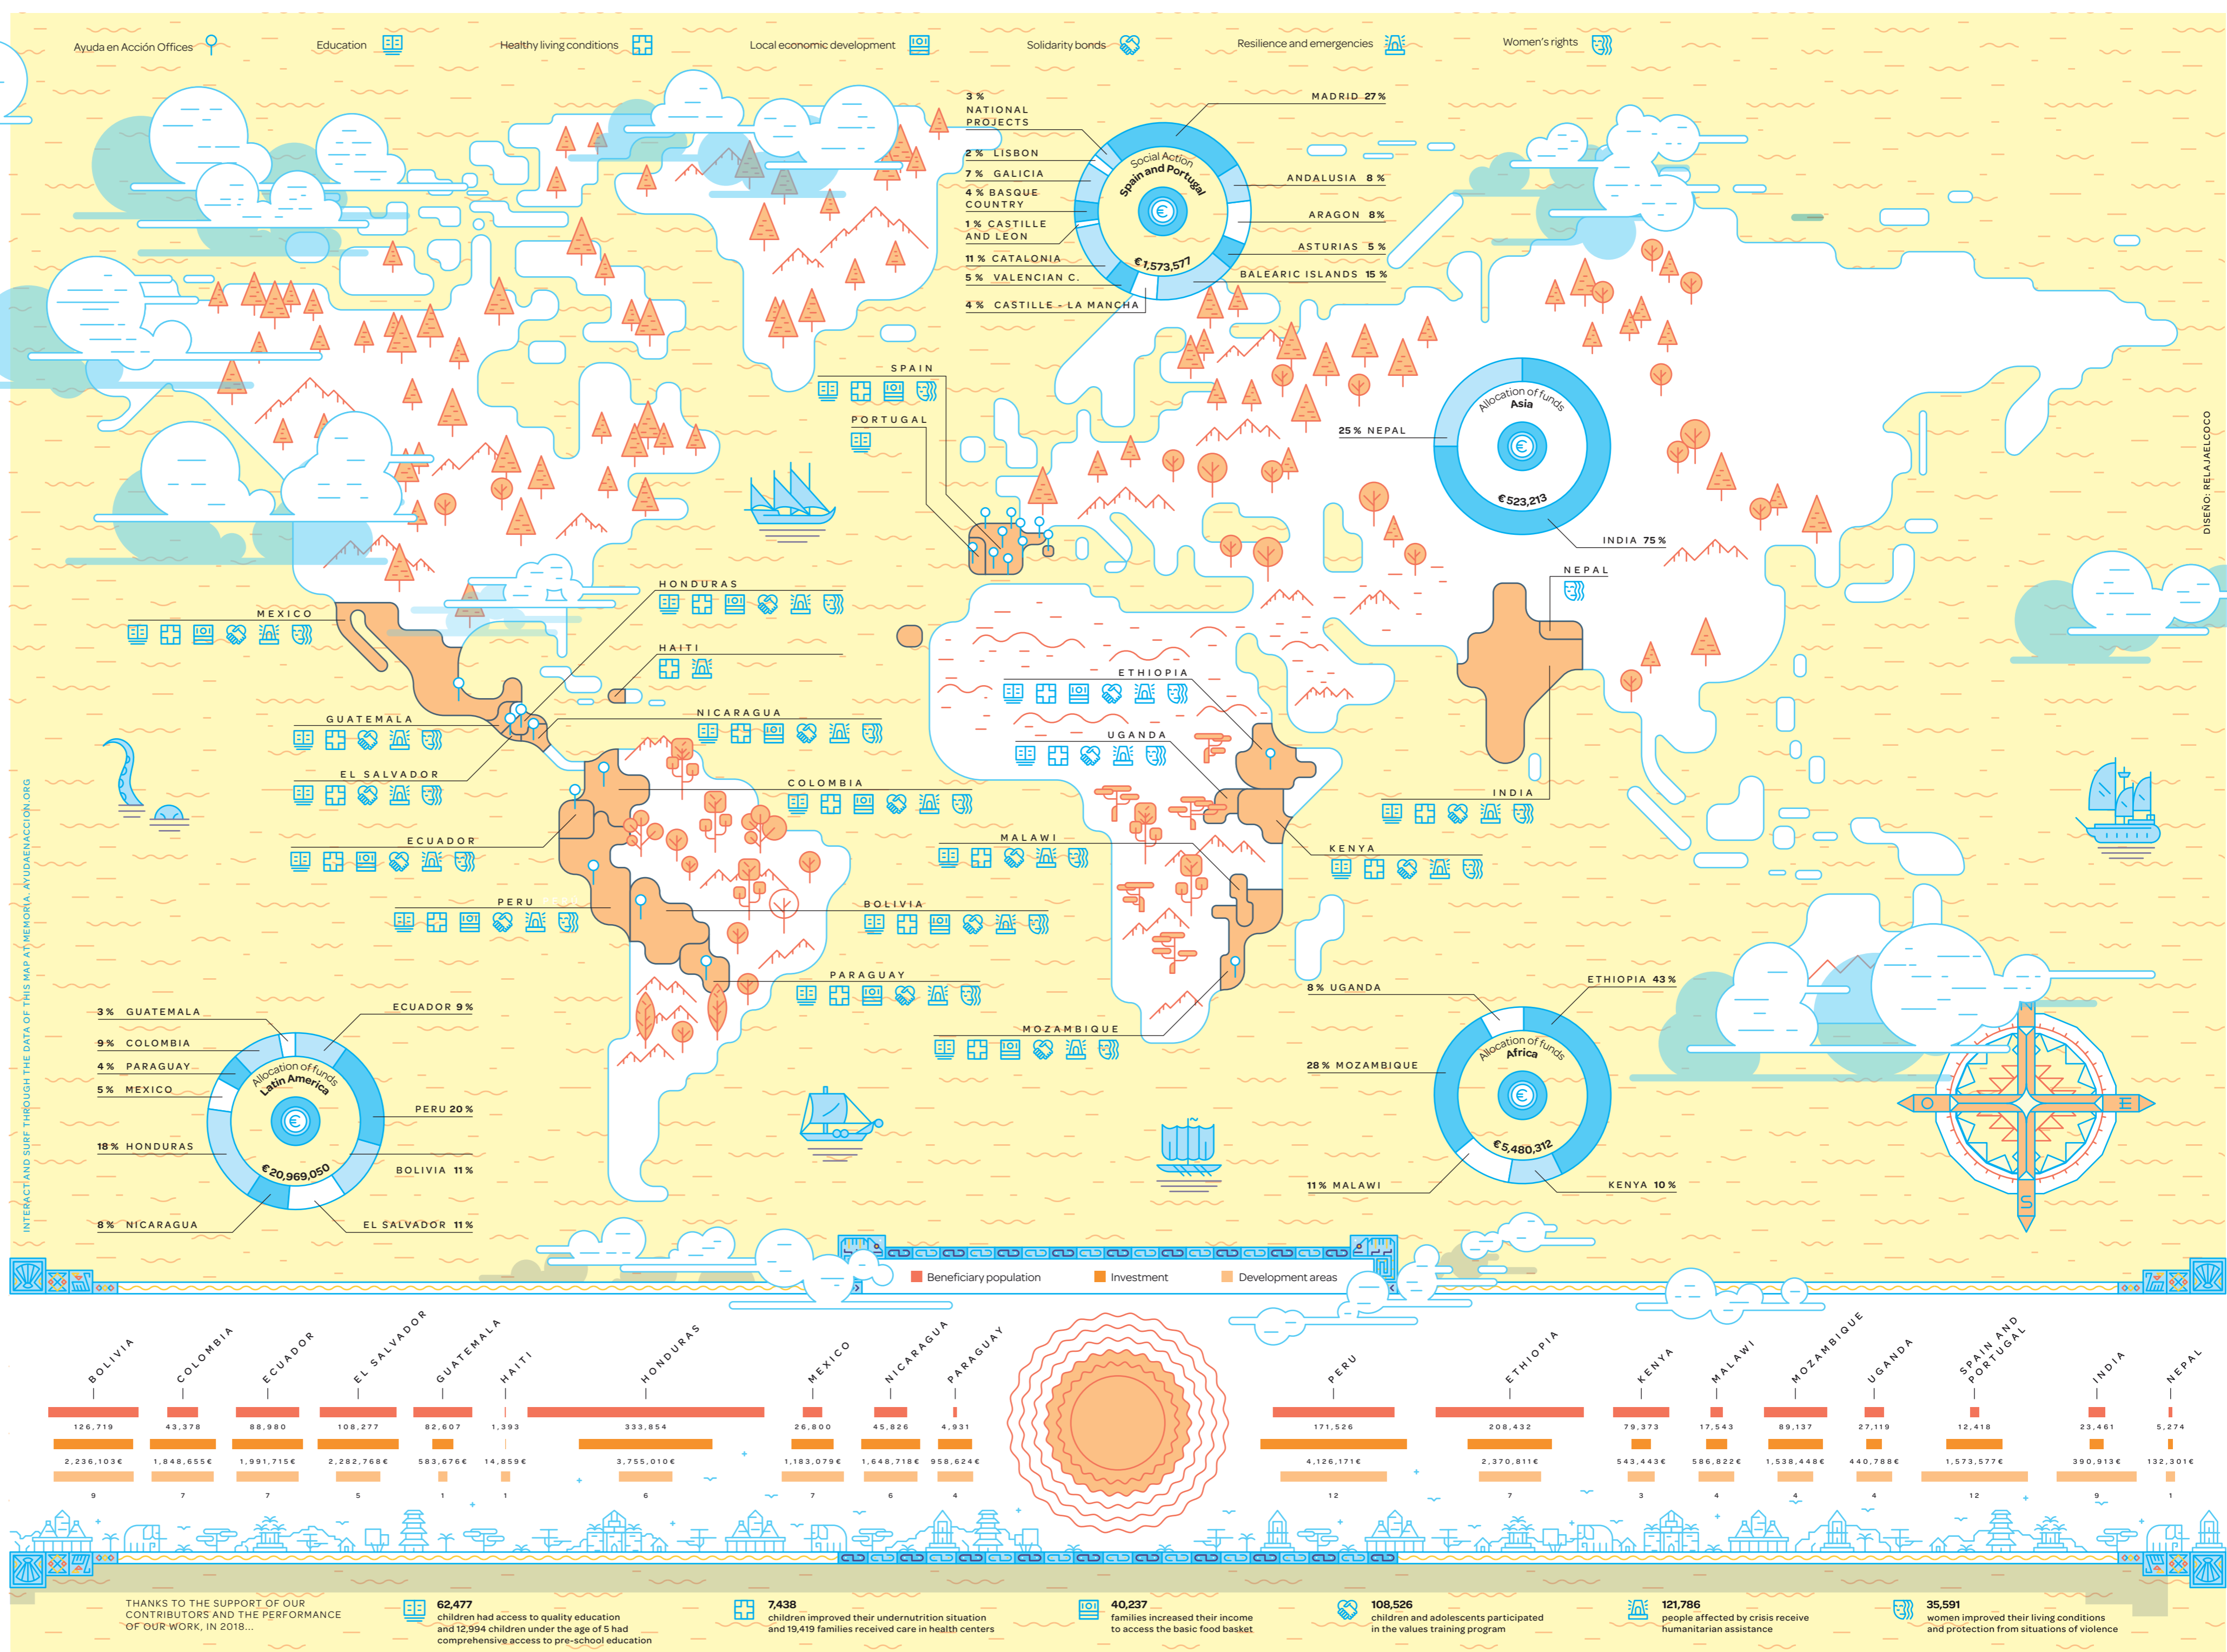 Ayuda en Acción Offices
Education
Healthy living conditions
Local economic development
Solidarity bonds
Resilience and emergencies
Women's rights
3 %
NATIONAL
PROJECTS
2 % LISBON
7 % GALICIA
4 % BASQUE
COUNTRY
1 % CASTILLE
AND LEON
11 % CATALONIA
5 % VALENCIAN C.
4 % CASTILLE - LA MANCHA
MADRID 27 %
ANDALUSIA 8 %
ARAGON 8%
ASTURIAS 5 %
BALEARIC ISLANDS 15 %
Social Action
Spain and Portugal
€
€ 1,573,577
SPAIN
PORTUGAL
Allocation of funds
Asia
€
€ 523,213
25 % NEPAL
INDIA 75 %
DISEÑO: RELAJAELCOCO
NEPAL
HONDURAS
MEXICO
HAITI
ETHIOPIA
GUATEMALA
NICARAGUA
UGANDA
EL SALVADOR
COLOMBIA
INDIA
ECUADOR
MALAWI
KENYA
PERU
BOLIVIA
PARAGUAY
MOZAMBIQUE
INTERACT AND SURF THROUGH THE DATA OF THIS MAP AT MEMORIA. AYUDAENACCION.ORG
3 % GUATEMALA
9 % COLOMBIA
4 % PARAGUAY
5 % MEXICO
18 % HONDURAS
8 % NICARAGUA
ECUADOR 9 %
PERU 20 %
BOLIVIA 11 %
EL SALVADOR 11 %
Allocation of funds
Latin America
€
€ 20,969,050
8 % UGANDA
28 % MOZAMBIQUE
11 % MALAWI
ETHIOPIA 43 %
KENYA 10 %
Allocation of funds
Africa
€
€ 5,480,312
N
O
E
S
Beneficiary population
Investment
Development areas
BOLIVIA
COLOMBIA
ECUADOR
EL SALVADOR
GUATEMALA
HAITI
HONDURAS
MEXICO
NICARAGUA
PARAGUAY
PERU
ETHIOPIA
KENYA
MALAWI
MOZAMBIQUE
UGANDA
SPAIN AND
PORTUGAL
INDIA
NEPAL
126,719 43,378 88,980 108,277 82,607 1,393 333,854 26,800 45,826 4,931 171,526 208,432 79,373 17,543 89,137 27,119 12,418 23,461 5,274
2,236,103€ 1,848,655€ 1,991,715€ 2,282,768€ 583,676€ 14,859€ 3,755,010€ 1,183,079€ 1,648,718€ 958,624€ 4,126,171€ 2,370,811€ 543,443€ 586,822€ 1,538,448€ 440,788€ 1,573,577€ 390,913€ 132,301€
9 7 7 5 1 1 6 7 6 4 12 7 3 4 4 4 12 9 1
THANKS TO THE SUPPORT OF OUR
CONTRIBUTORS AND THE PERFORMANCE
OF OUR WORK, IN 2018...
62,477
children had access to quality education
and 12,994 children under the age of 5 had
comprehensive access to pre-school education
7,438
children improved their undernutrition situation
and 19,419 families received care in health centers
40,237
families increased their income
to access the basic food basket
108,526
children and adolescents participated
in the values training program
121,786
people affected by crisis receive
humanitarian assistance
35,591
women improved their living conditions
and protection from situations of violence